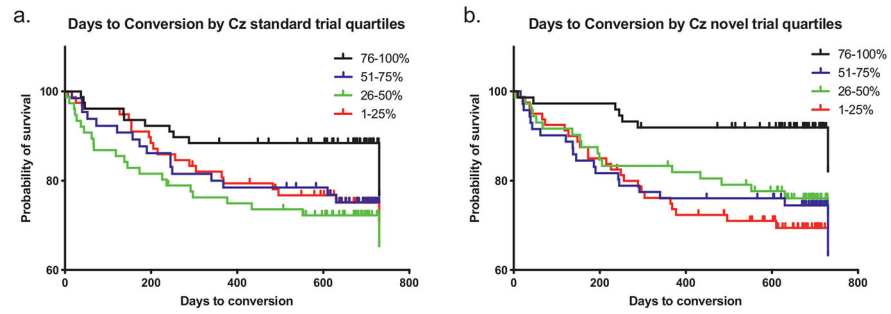 a.
Days to Conversion by Cz standard trial quartiles
76-100%
51-75%
26-50%
1-25%
100
80
60
Probability of survival
0 200 400 600 800
Days to conversion
b.
Days to Conversion by Cz novel trial quartiles
76-100%
51-75%
26-50%
1-25%
100
80
60
Probability of survival
0 200 400 600 800
Days to conversion